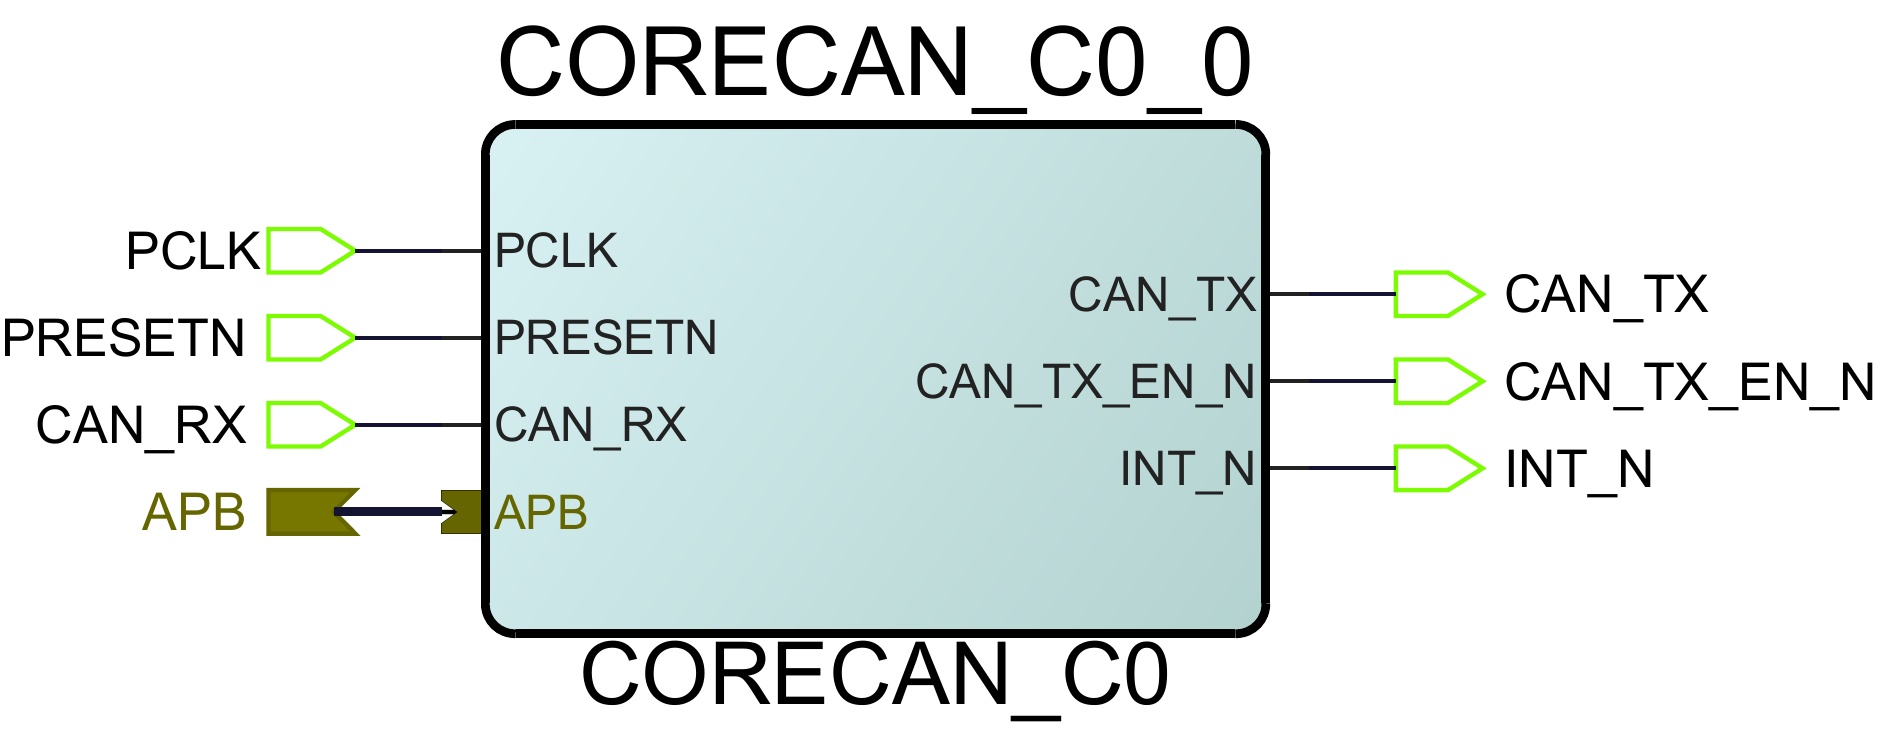 CORECAN_C0_0
PCLK PCLK
CAN_TX CAN_TX
PRESETN PRESETN
CAN_TX_EN_N CAN_TX_EN_N
CAN_RX CAN_RX
INT_N INT_N
APB APB
CORECAN_C0